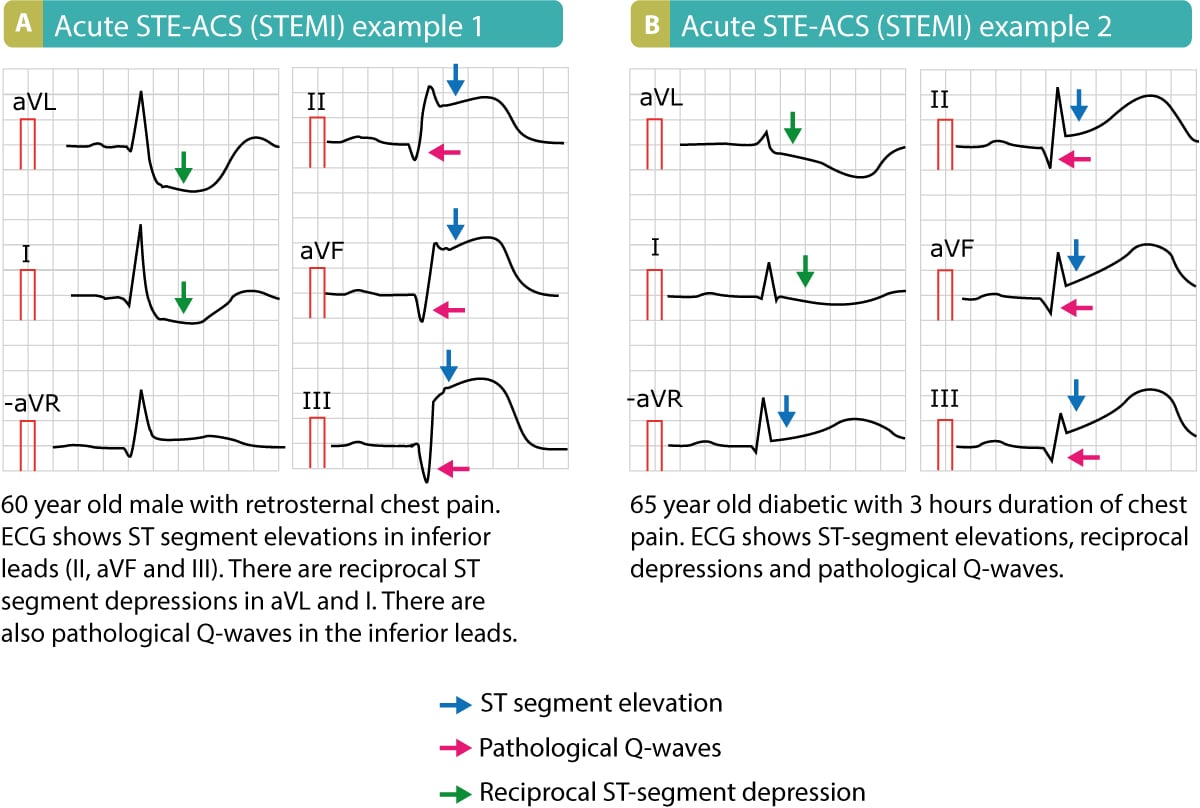 A Acute STE-ACS (STEMI) example 1
aVL
II
I
aVF
-aVR
III
60 year old male with retrosternal chest pain.
ECG shows ST segment elevations in inferior
leads (II, aVF and III). There are reciprocal ST
segment depressions in aVL and I. There are
also pathological Q-waves in the inferior leads.
B Acute STE-ACS (STEMI) example 2
aVL
II
I
aVF
-aVR
III
65 year old diabetic with 3 hours duration of chest
pain. ECG shows ST-segment elevations, reciprocal
depressions and pathological Q-waves.
ST segment elevation
Pathological Q-waves
Reciprocal ST-segment depression